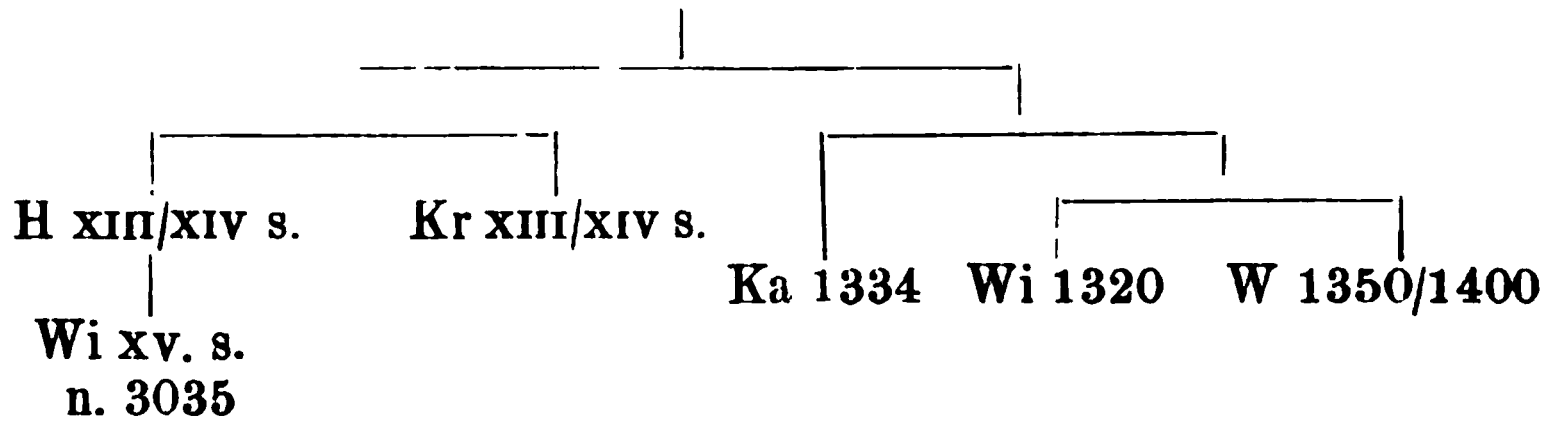 H XIII/XIV s. Kr XIII/XIV s.
Ka 1334 Wi 1320 W 1350/1400
Wi XV. s.
n. 3035